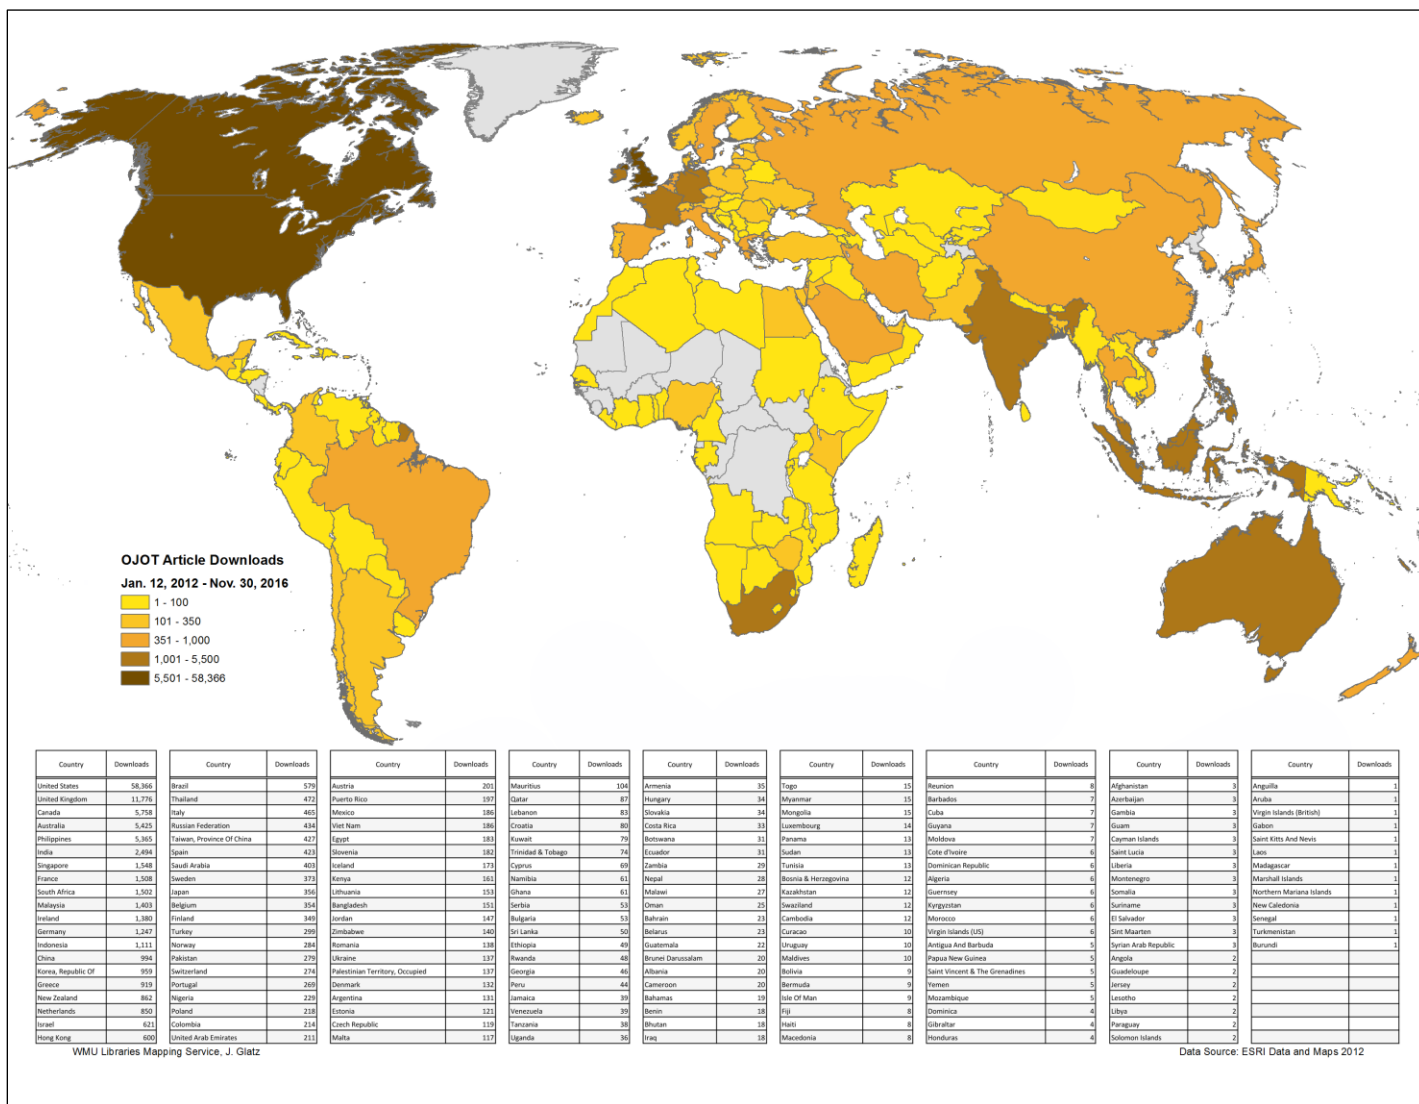 OJOT Article Downloads
Jan. 12, 2012 - Nov. 30, 2016
1 - 100
101 - 350
351 - 1,000
1,001 - 5,500
5,501 - 58,366
Country Downloads
United States 58,366
United Kingdom 11,776
Canada 5,758
Australia 5,425
Philippines 5,365
India 2,494
Singapore 1,548
France 1,508
South Africa 1,502
Malaysia 1,403
Ireland 1,380
Germany 1,247
Indonesia 1,111
China 994
Korea, Republic Of 959
Greece 919
New Zealand 862
Netherlands 850
Israel 621
Hong Kong 600
Country Downloads
Brazil 579
Thailand 472
Italy 465
Russian Federation 434
Taiwan, Province Of China 427
Spain 423
Saudi Arabia 403
Sweden 373
Japan 356
Belgium 354
Finland 349
Turkey 299
Norway 284
Pakistan 279
Switzerland 274
Portugal 269
Nigeria 229
Poland 218
Colombia 214
United Arab Emirates 211
Country Downloads
Austria 201
Puerto Rico 197
Mexico 186
Viet Nam 186
Egypt 183
Slovenia 182
Iceland 173
Kenya 161
Lithuania 153
Bangladesh 151
Jordan 147
Zimbabwe 140
Romania 138
Ukraine 137
Palestinian Territory, Occupied 137
Denmark 132
Argentina 131
Estonia 121
Czech Republic 119
Malta 117
Country Downloads
Mauritius 104
Qatar 87
Lebanon 83
Croatia 80
Kuwait 79
Trinidad & Tobago 74
Cyprus 69
Namibia 61
Ghana 61
Serbia 53
Bulgaria 53
Sri Lanka 50
Ethiopia 49
Rwanda 48
Georgia 46
Peru 44
Jamaica 39
Venezuela 39
Tanzania 38
Uganda 36
Country Downloads
Armenia 35
Hungary 34
Slovakia 34
Costa Rica 33
Botswana 31
Ecuador 31
Zambia 29
Nepal 28
Malawi 27
Oman 25
Bahrain 23
Belarus 23
Guatemala 22
Brunei Darussalam 20
Albania 20
Cameroon 20
Bahamas 19
Benin 18
Bhutan 18
Iraq 18
Country Downloads
Togo 15
Myanmar 15
Mongolia 15
Luxembourg 14
Panama 13
Sudan 13
Tunisia 13
Bosnia & Herzegovina 12
Kazakhstan 12
Swaziland 12
Cambodia 12
Curacao 10
Uruguay 10
Maldives 10
Bolivia 9
Bermuda 9
Isle Of Man 9
Fiji 8
Haiti 8
Macedonia 8
Country Downloads
Reunion 8
Barbados 7
Cuba 7
Guyana 7
Moldova 7
Cote d'Ivoire 6
Dominican Republic 6
Algeria 6
Guernsey 6
Kyrgyzstan 6
Morocco 6
Virgin Islands (US) 6
Antigua And Barbuda 5
Papua New Guinea 5
Saint Vincent & The Grenadines 5
Yemen 5
Mozambique 5
Dominica 4
Gibraltar 4
Honduras 4
Country Downloads
Afghanistan 3
Azerbaijan 3
Gambia 3
Guam 3
Cayman Islands 3
Saint Lucia 3
Liberia 3
Montenegro 3
Somalia 3
Suriname 3
El Salvador 3
Sint Maarten 3
Syrian Arab Republic 3
Angola 2
Guadeloupe 2
Jersey 2
Lesotho 2
Libya 2
Paraguay 2
Solomon Islands 2
Country Downloads
Anguilla 1
Aruba 1
Virgin Islands (British) 1
Gabon 1
Saint Kitts And Nevis 1
Laos 1
Madagascar 1
Marshall Islands 1
Northern Mariana Islands 1
New Caledonia 1
Senegal 1
Turkmenistan 1
Burundi 1
WMU Libraries Mapping Service, J. Glatz
Data Source: ESRI Data and Maps 2012